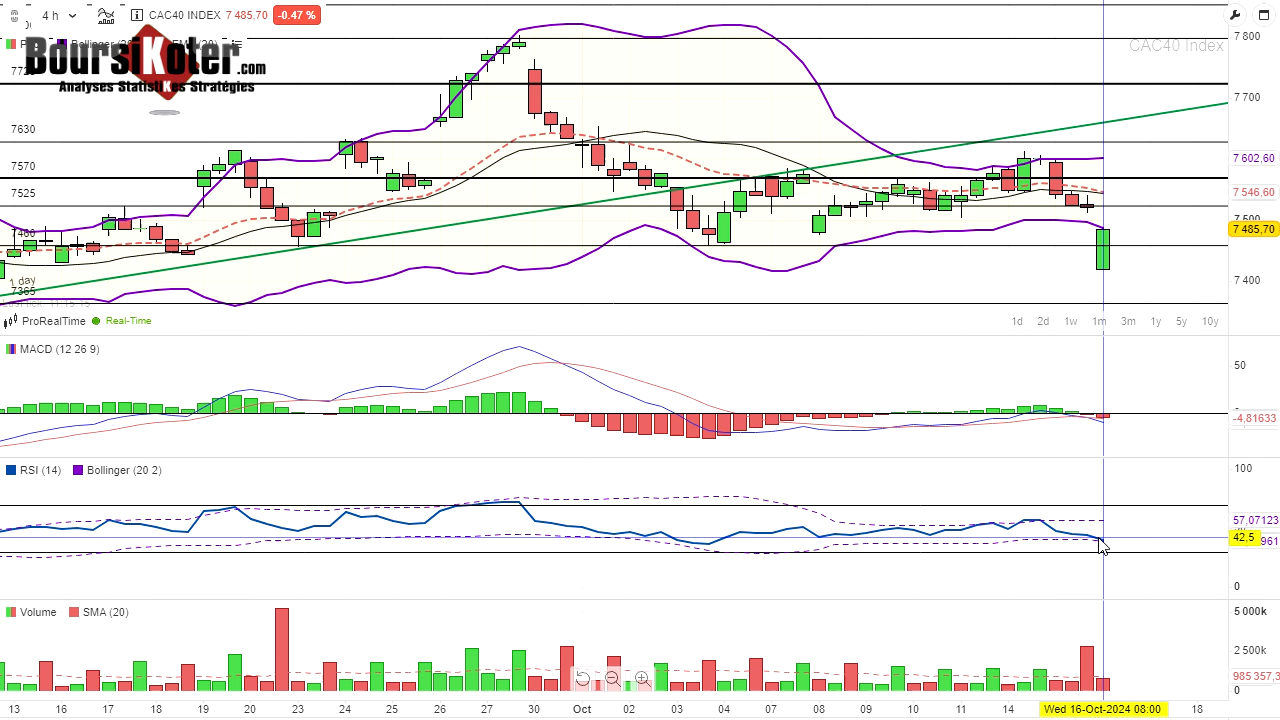 4 h
CAC40 INDEX 7 485,70 -0.47 %
BoursiKoter.com
Analyses StatistiKes Stratégies
CAC40 Index
7 800
7 700
7 602,60
7 546,60
7 500
7 485,70
7 400
7630
7570
7525
7460
1 day
7365
ProRealTime
Real-Time
1d 2d 1w 1m 3m 1y 5y 10y
MACD (12 26 9)
50
-4,81633
RSI (14) Bollinger (20 2)
100
57,07123
42,5
961
0
Volume SMA (20)
5 000k
2 500k
985 357,3
0
13 16 17 18 19 20 23 24 25 26 27 30 Oct 02 03 04 07 08 09 10 11 14 Wed 16-Oct-2024 08:00 18